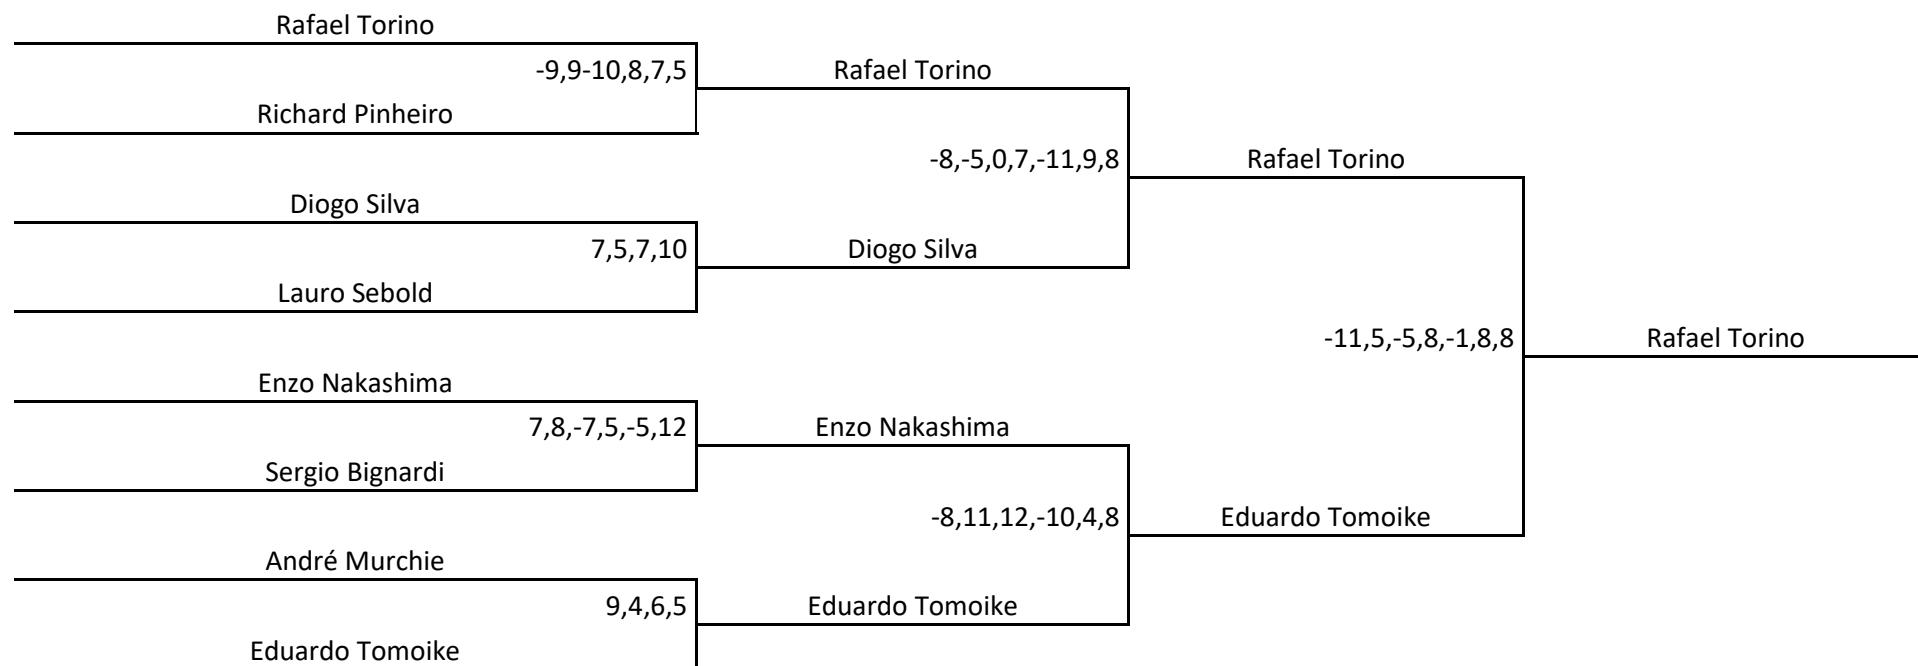 Rafael Torino
-9,9-10,8,7,5
Rafael Torino
Richard Pinheiro
-8,-5,0,7,-11,9,8
Rafael Torino
Diogo Silva
7,5,7,10
Diogo Silva
Lauro Sebold
-11,5,-5,8,-1,8,8
Rafael Torino
Enzo Nakashima
7,8,-7,5,-5,12
Enzo Nakashima
Sergio Bignardi
-8,11,12,-10,4,8
Eduardo Tomoike
André Murchie
9,4,6,5
Eduardo Tomoike
Eduardo Tomoike